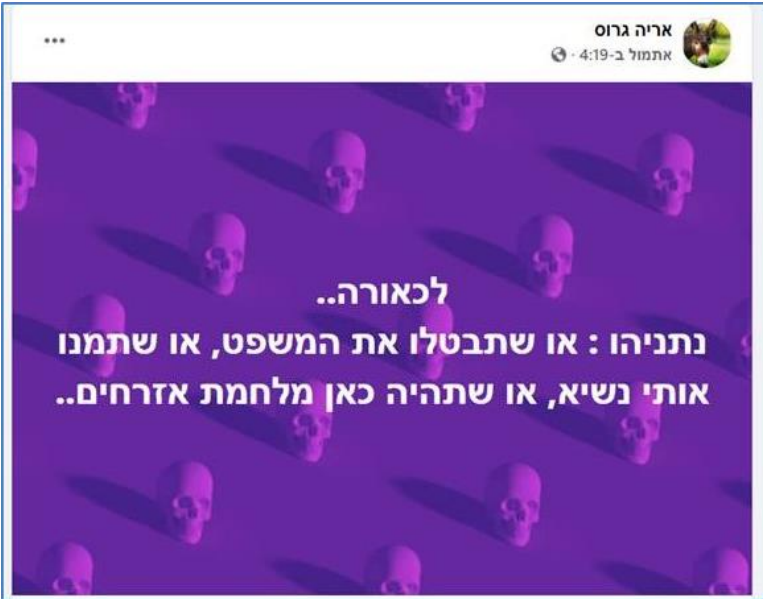 אריה גרוס
אתמול ב-4:19 ·
לכאורה..
נתניהו : או שתבטלו את המשפט, או שתמנו
אותי נשיא, או שתהיה כאן מלחמת אזרחים..